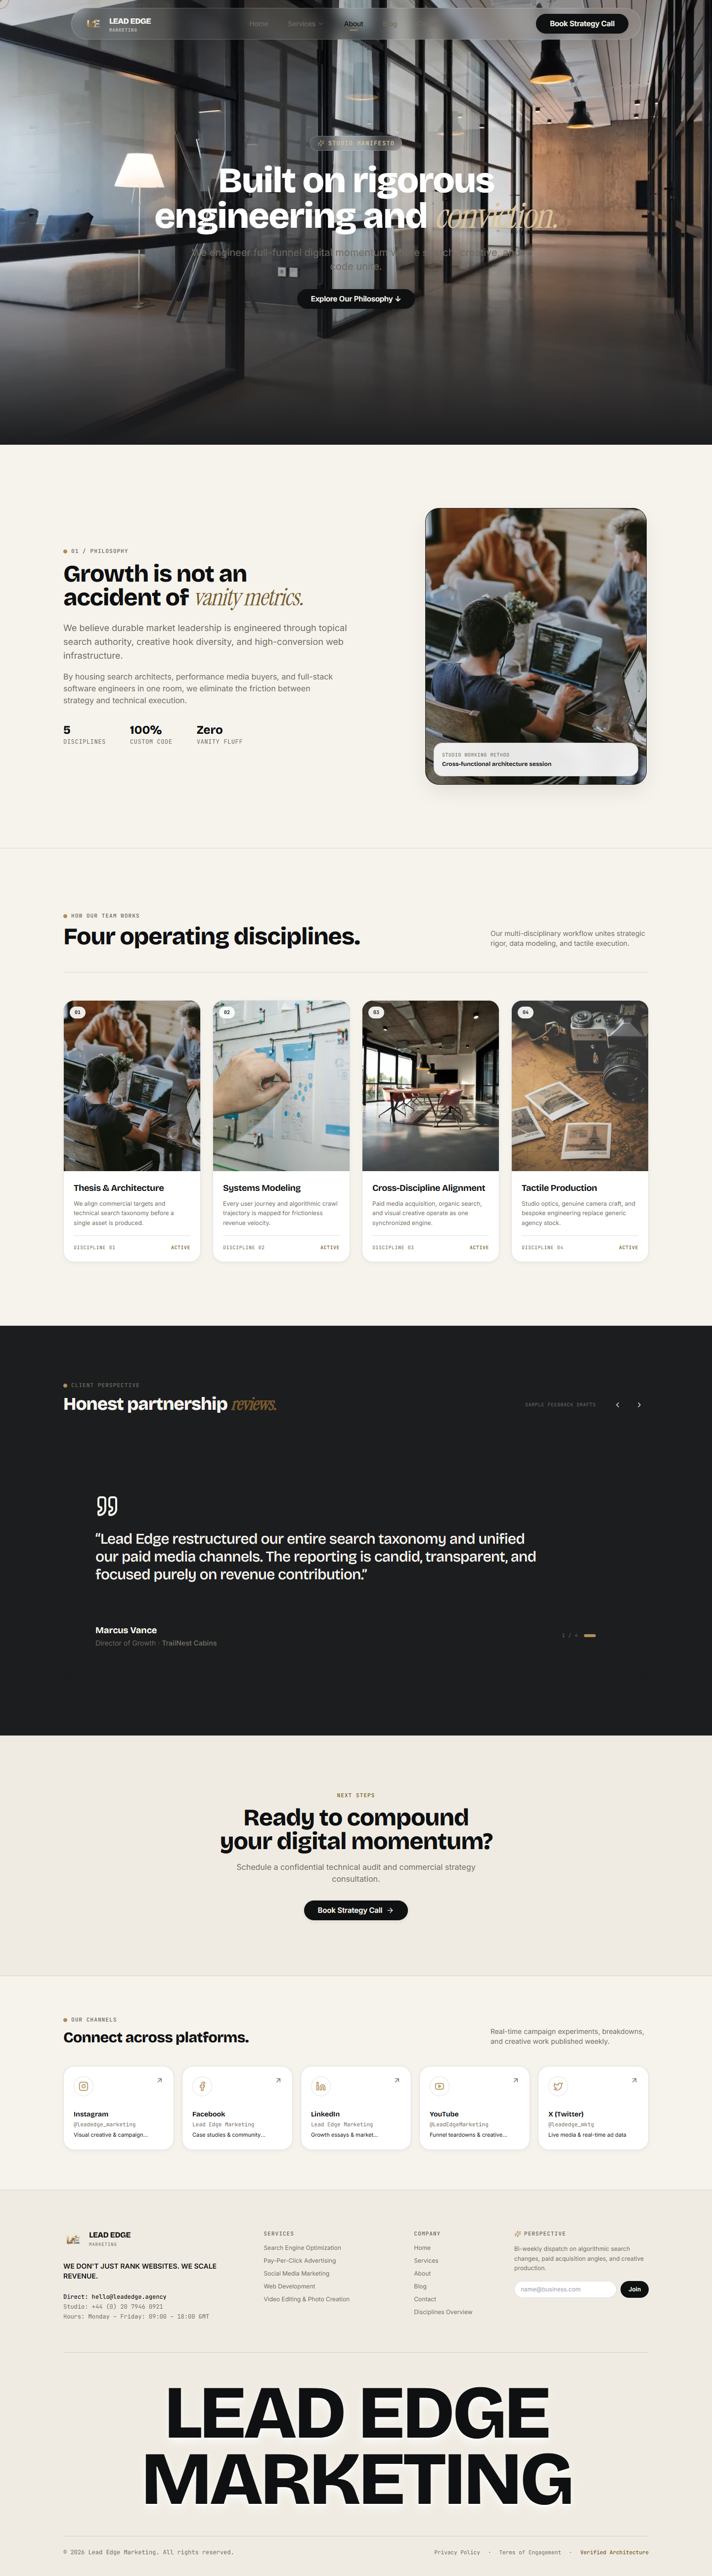 LEAD EDGE
MARKETING
Home
Services
About
Blog
Book Strategy Call
STUDIO MANIFESTO
Built on rigorous
engineering and conviction.
We engineer full-funnel digital momentum where search, creative, and
code unite.
Explore Our Philosophy ↓
01 / PHILOSOPHY
Growth is not an
accident of vanity metrics.
We believe durable market leadership is engineered through topical
search authority, creative hook diversity, and high-conversion web
infrastructure.
By housing search architects, performance media buyers, and full-stack
software engineers in one room, we eliminate the friction between
strategy and technical execution.
5
DISCIPLINES
100%
CUSTOM CODE
Zero
VANITY FLUFF
STUDIO WORKING METHOD
Cross-functional architecture session
HOW OUR TEAM WORKS
Four operating disciplines.
Our multi-disciplinary workflow unites strategic
rigor, data modeling, and tactile execution.
01
Thesis & Architecture
We align commercial targets and
technical search taxonomy before a
single asset is produced.
DISCIPLINE 01
ACTIVE
02
Systems Modeling
Every user journey and algorithmic crawl
trajectory is mapped for frictionless
revenue velocity.
DISCIPLINE 02
ACTIVE
03
Cross-Discipline Alignment
Paid media acquisition, organic search,
and visual creative operate as one
synchronized engine.
DISCIPLINE 03
ACTIVE
04
Tactile Production
Studio optics, genuine camera craft, and
bespoke engineering replace generic
agency stock.
DISCIPLINE 04
ACTIVE
CLIENT PERSPECTIVE
Honest partnership reviews.
SAMPLE FEEDBACK DRAFTS
"Lead Edge restructured our entire search taxonomy and unified
our paid media channels. The reporting is candid, transparent, and
focused purely on revenue contribution."
Marcus Vance
Director of Growth · TrailNest Cabins
NEXT STEPS
Ready to compound
your digital momentum?
Schedule a confidential technical audit and commercial strategy
consultation.
Book Strategy Call →
OUR CHANNELS
Connect across platforms.
Real-time campaign experiments, breakdowns,
and creative work published weekly.
Instagram
@leadedge_marketing
Visual creative & campaign...
Facebook
Lead Edge Marketing
Case studies & community...
LinkedIn
Lead Edge Marketing
Growth essays & market...
YouTube
@LeadEdgeMarketing
Funnel teardowns & creative...
X (Twitter)
@leadedge_mktg
Live media & real-time ad data
LEAD EDGE
MARKETING
WE DON'T JUST RANK WEBSITES. WE SCALE
REVENUE.
Direct: hello@leadedge.agency
Studio: +44 (0) 20 7946 0921
Hours: Monday – Friday: 09:00 – 18:00 GMT
SERVICES
Search Engine Optimization
Pay-Per-Click Advertising
Social Media Marketing
Web Development
Video Editing & Photo Creation
COMPANY
Home
Services
About
Blog
Contact
Disciplines Overview
PERSPECTIVE
Bi-weekly dispatch on algorithmic search
changes, paid acquisition angles, and creative
production.
name@business.com
Join
LEAD EDGE
MARKETING
© 2026 Lead Edge Marketing. All rights reserved.
Privacy Policy · Terms of Engagement · Verified Architecture